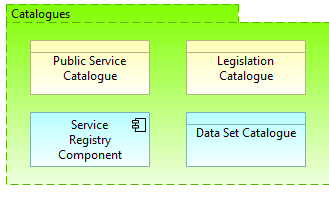 Catalogues
Public Service
Catalogue
Legislation
Catalogue
Service
Registry
Component
Data Set Catalogue